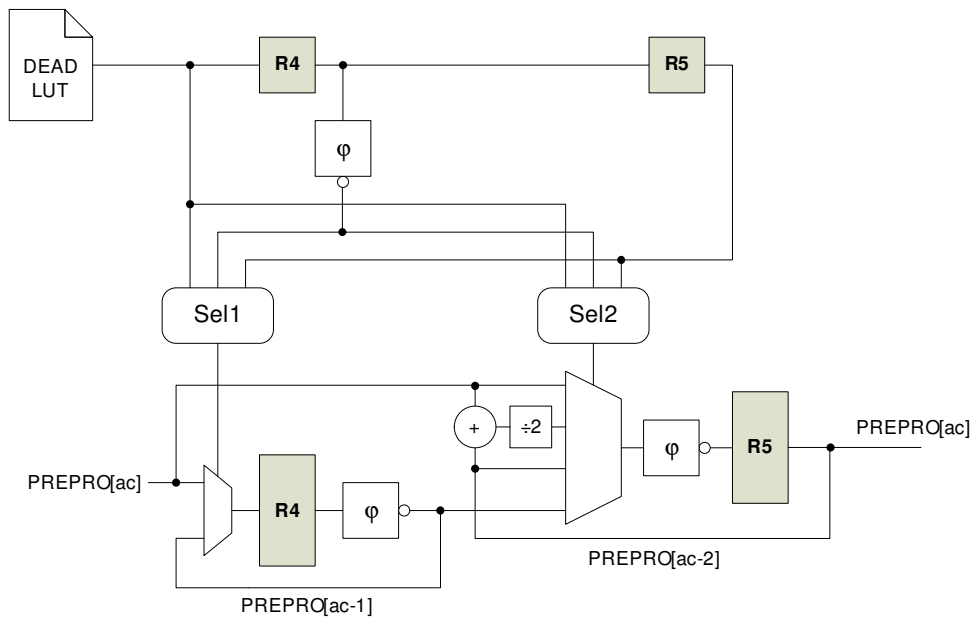 DEAD
LUT
R4
R5
φ
Sel1
Sel2
+
÷2
φ
R5
PREPRO[ac]
PREPRO[ac]
R4
φ
PREPRO[ac-2]
PREPRO[ac-1]